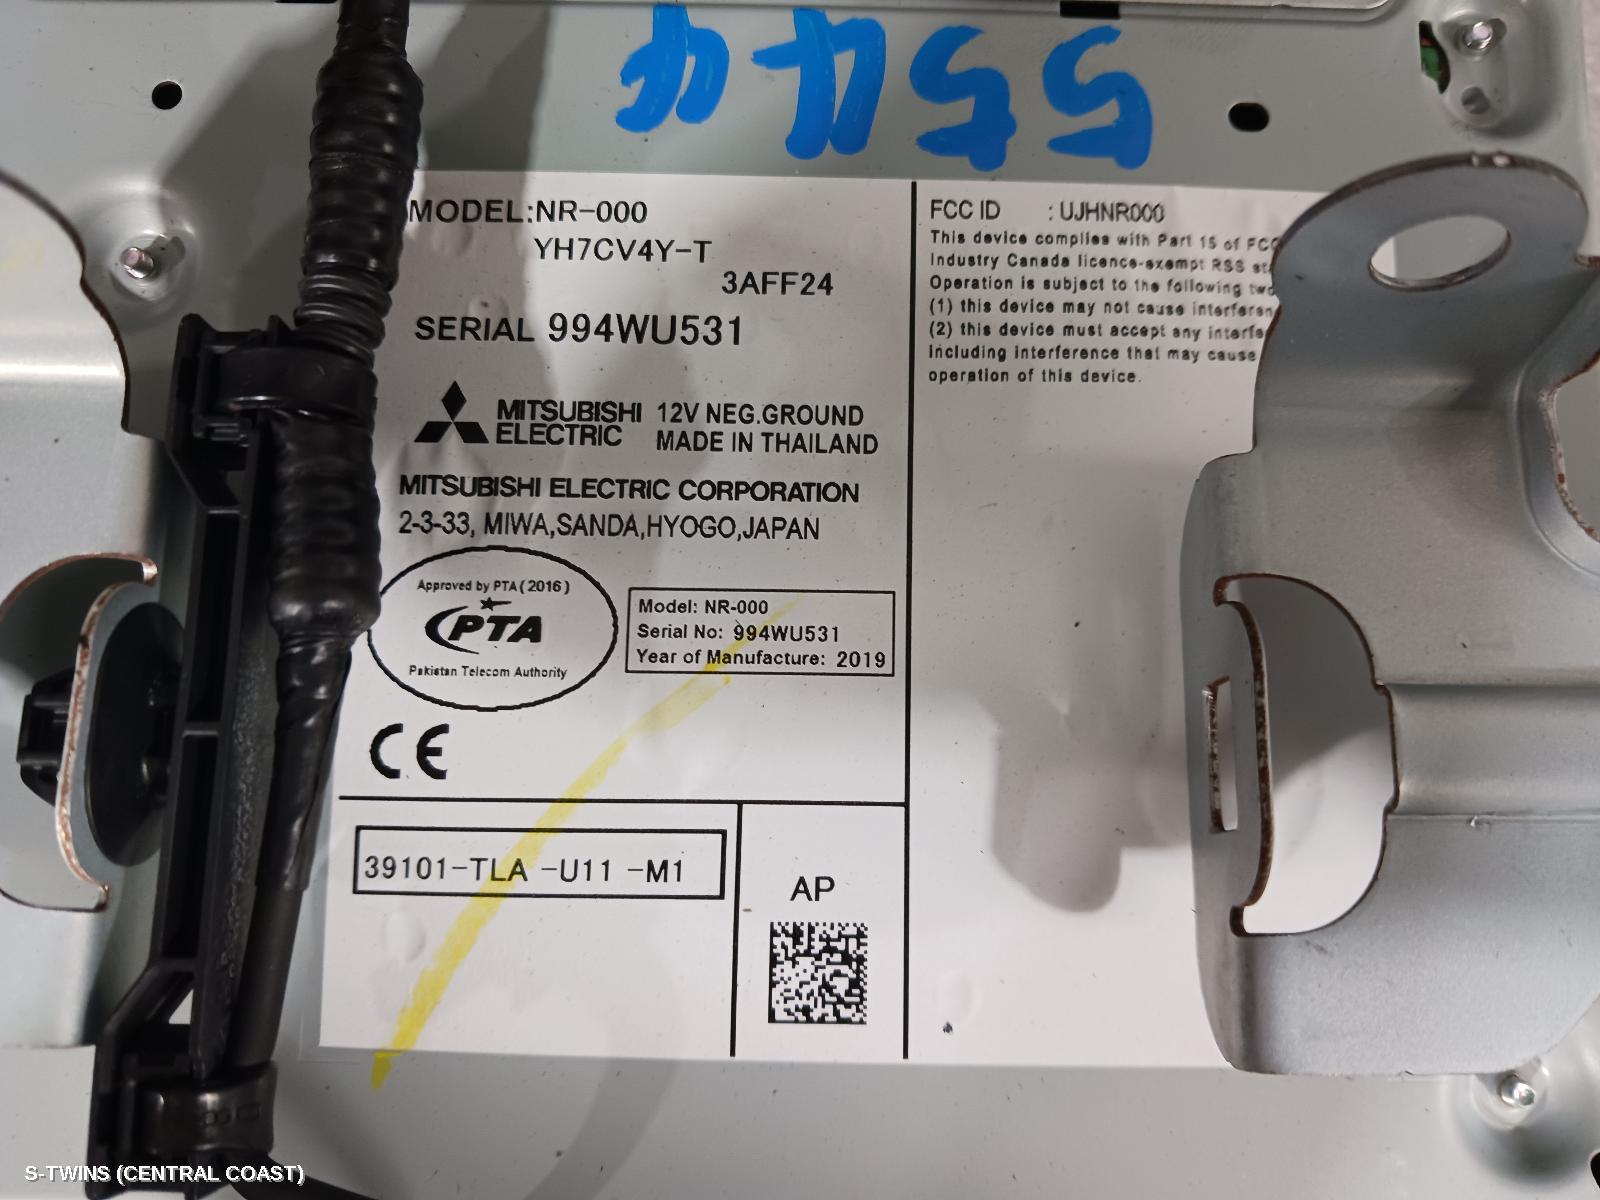 554g
MODEL:NR-000
YH7CV4Y-T
3AFF24
SERIAL 994WU531
MITSUBISHI
ELECTRIC
12V NEG.GROUND
MADE IN THAILAND
MITSUBISHI ELECTRIC CORPORATION
2-3-33, MIWA,SANDA,HYOGO,JAPAN
Approved by PTA(2016)
PTA
Pakistan Telecom Authority
Model: NR-000
Serial No: 994WU531
Year of Manufacture: 2019
CE
39101-TLA -U11 -M1
AP
FCC ID : UJHNR000
This device complies with Part 15 of FCC
Industry Canada licence-exempt RSS
Operation is subject to the following two
(1) this device may not cause
(2) this device must accept any
including interference that may cause
operation of this device.
S-TWINS (CENTRAL COAST)